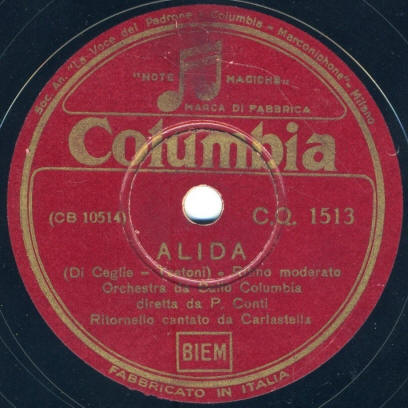 Soc. An. "La Voce del Padrone - Columbia - Marconiphone" - Milano
"NOTE MAGICHE"
MARCA DI FABBRICA
Columbia
(CB 10514) C.Q. 1513
ALIDA
(Di Ceglie - Testoni) - moderato
Orchestra da Ballo Columbia
diretta da P. Conti
Ritornello cantato da Carlastella
BIEM
FABBRICATO IN ITALIA